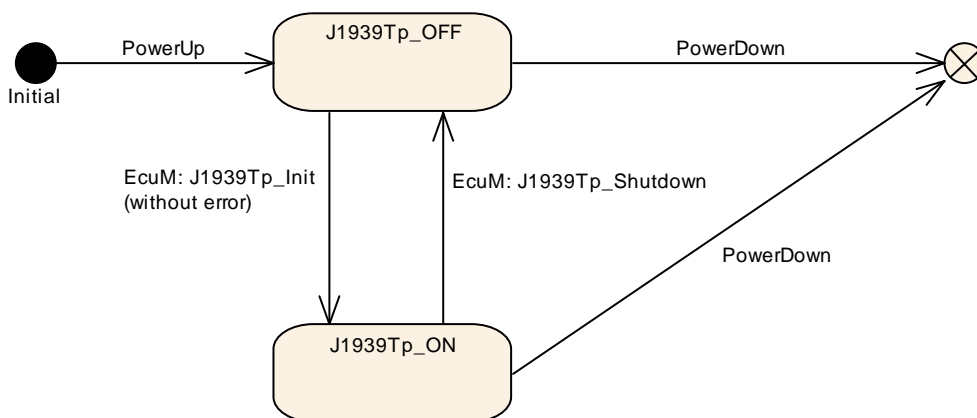 J1939Tp_OFF
PowerUp
PowerDown
Initial
EcuM: J1939Tp_Init
(without error)
EcuM: J1939Tp_Shutdown
PowerDown
J1939Tp_ON